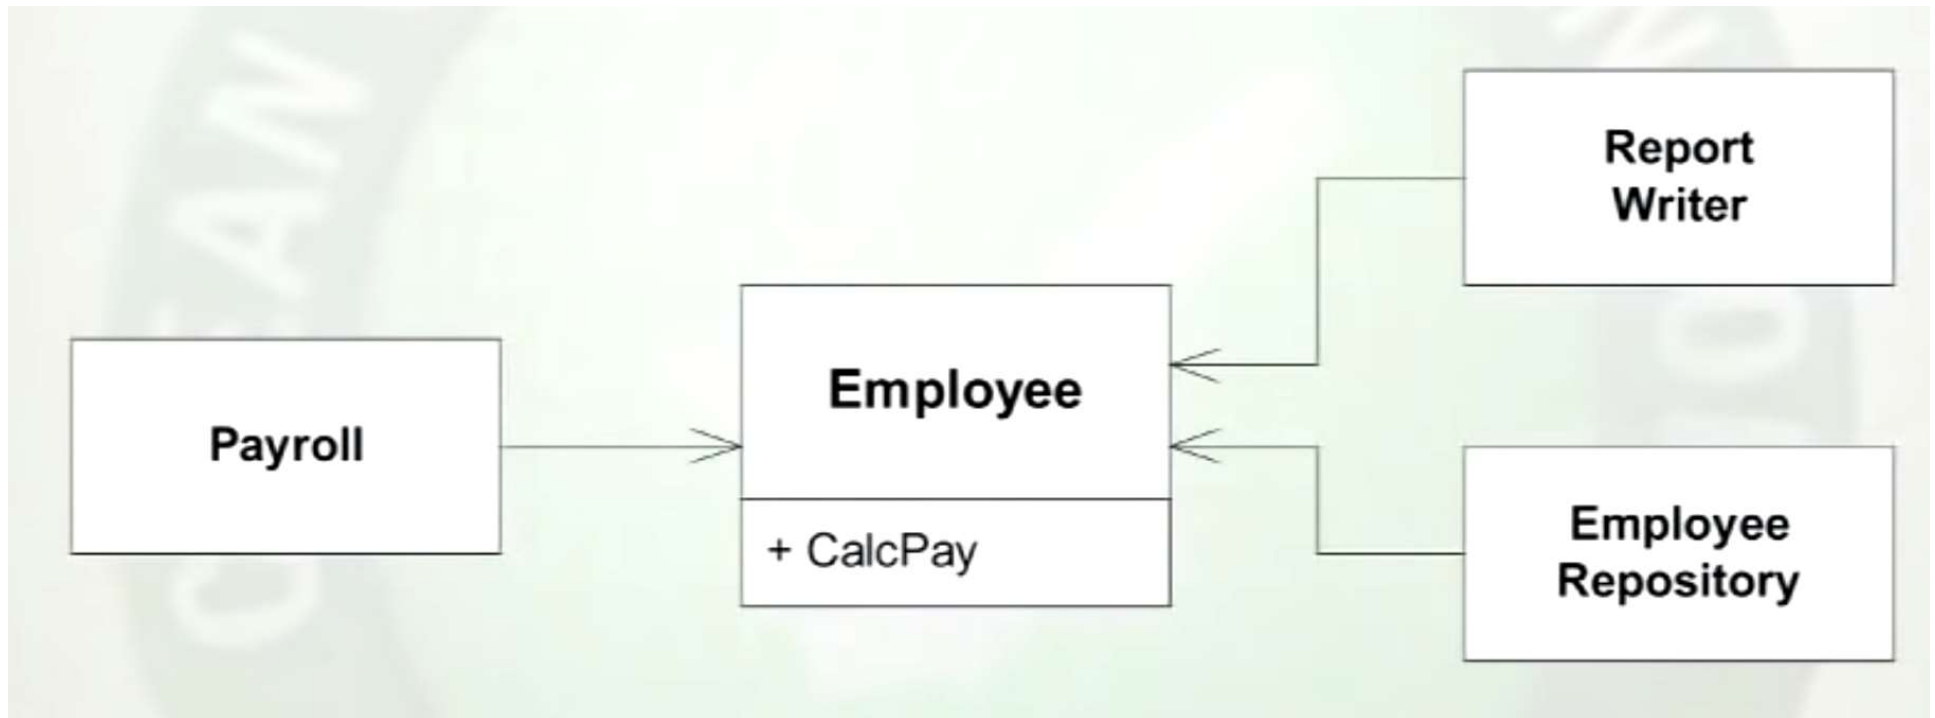 Report
Writer
Employee
Payroll
Employee
Repository
+ CalcPay